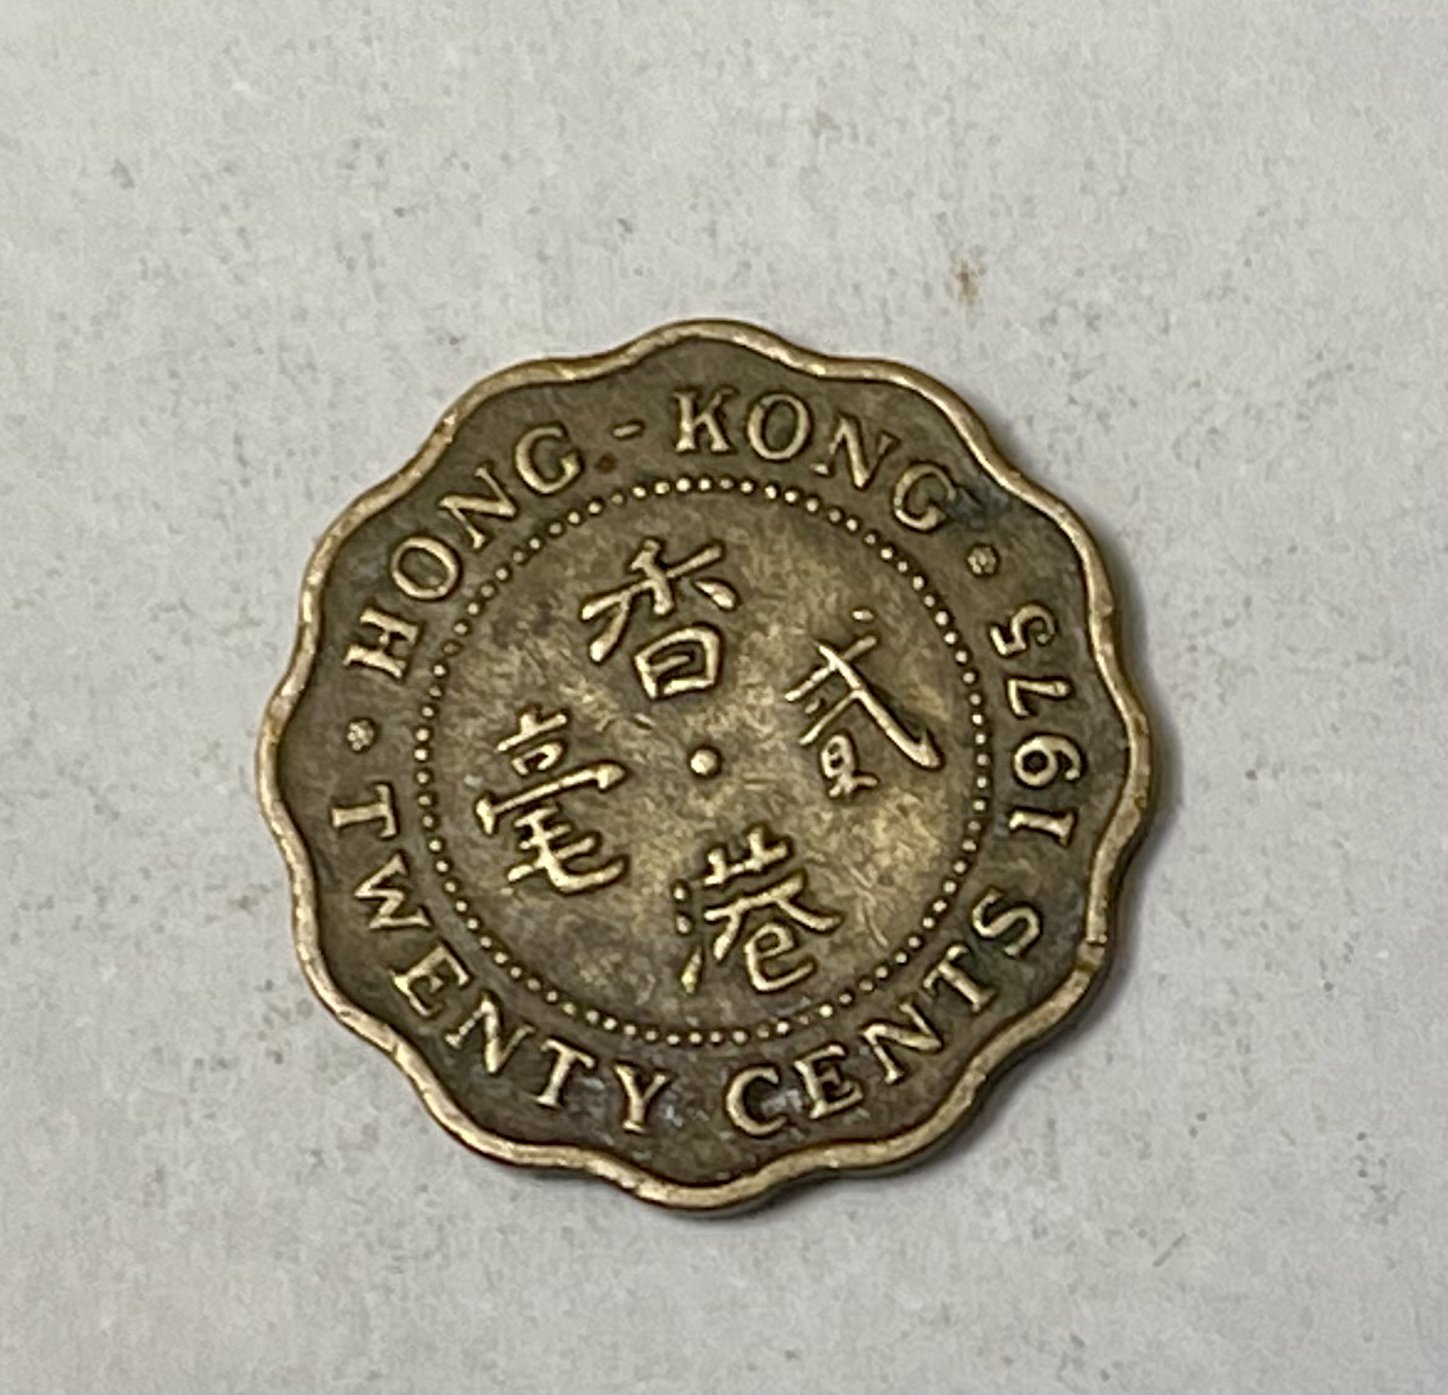 HONG-KONG
1975
TWENTY CENTS
香港
貳毫